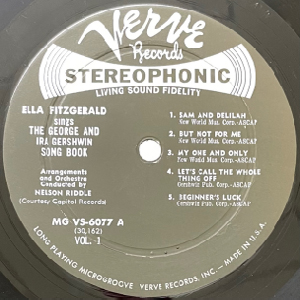 Verve
Records
STEREOPHONIC
LIVING SOUND FIDELITY
ELLA FITZGERALD
sings
THE GEORGE AND
IRA GERSHWIN
SONG BOOK
Arrangements
and Orchestra
Conducted by
NELSON RIDDLE
(Courtesy Capitol Records)
MG VS-6077 A
(30,162)
VOL. 1
1. SAM AND DELILAH
New World Mus. Corp.-ASCAP
2. BUT NOT FOR ME
New World Mus. Corp.-ASCAP
3. MY ONE AND ONLY
New World Mus. Corp.-ASCAP
4. LET'S CALL THE WHOLE
THING OFF
Gershwin Pub. Corp.-ASCAP
5. BEGINNER'S LUCK
Gershwin Pub. Corp.-ASCAP
LONG PLAYING MICROGROOVE VERVE RECORDS, INC.—MADE IN U.S.A.